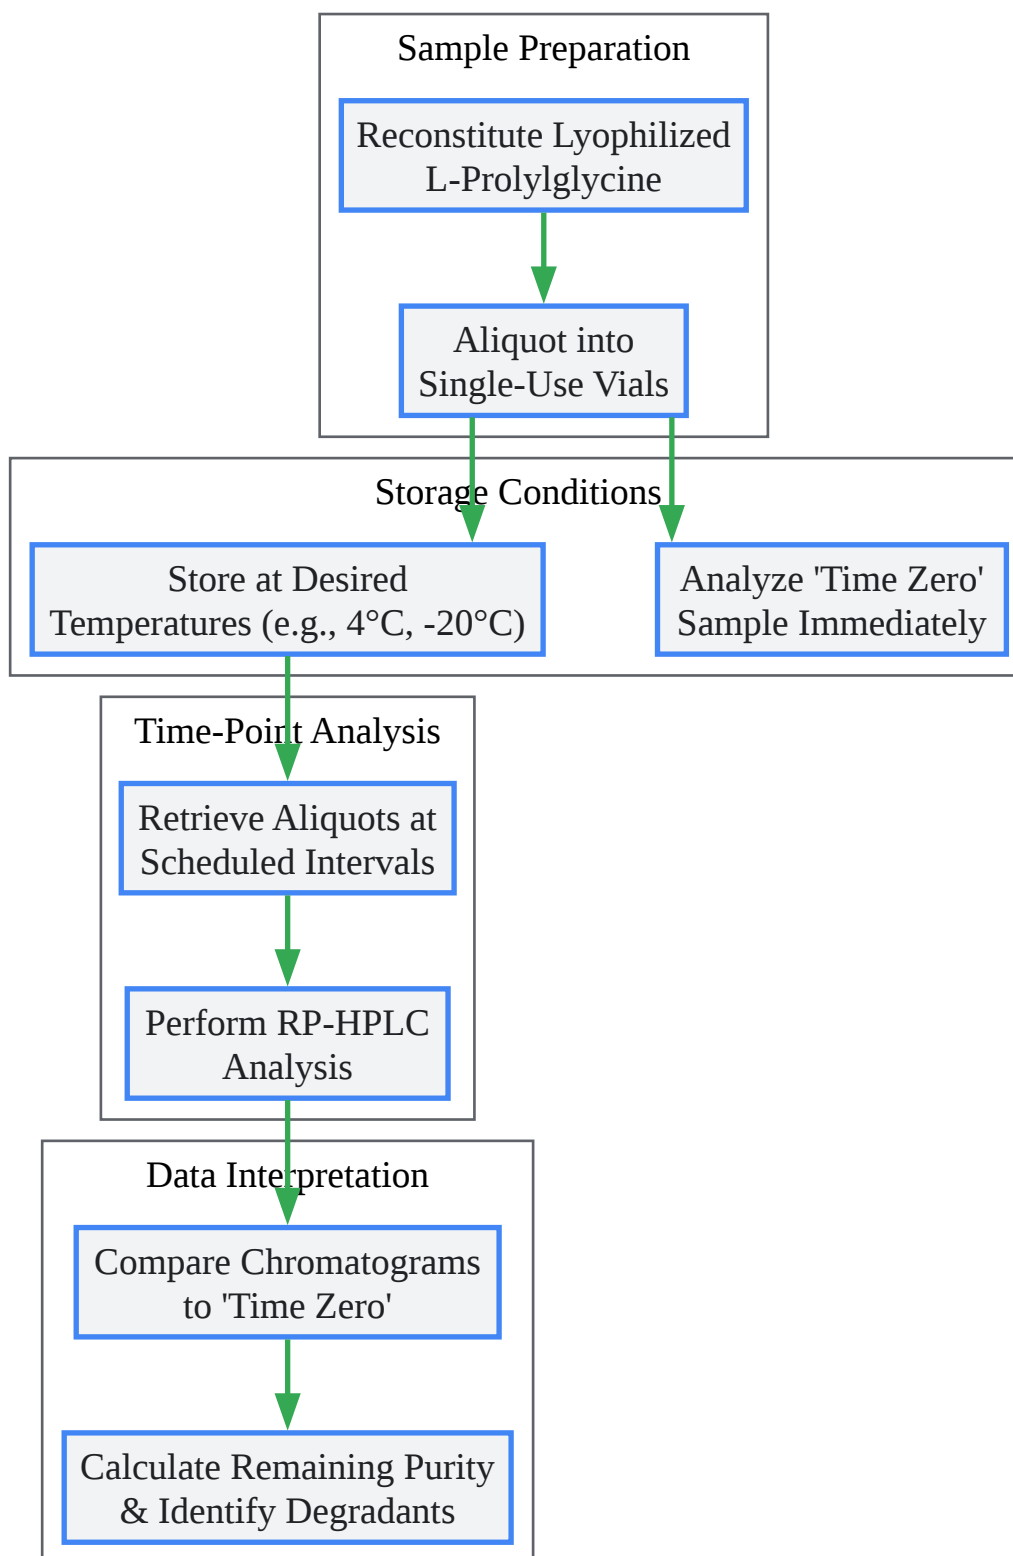 Sample Preparation
Reconstitute Lyophilized
L-Prolylglycine
Aliquot into
Single-Use Vials
Storage Conditions
Store at Desired
Temperatures (e.g., 4°C, -20°C)
Analyze 'Time Zero'
Sample Immediately
Time-Point Analysis
Retrieve Aliquots at
Scheduled Intervals
Perform RP-HPLC
Analysis
Data Interpretation
Compare Chromatograms
to 'Time Zero'
Calculate Remaining Purity
& Identify Degradants